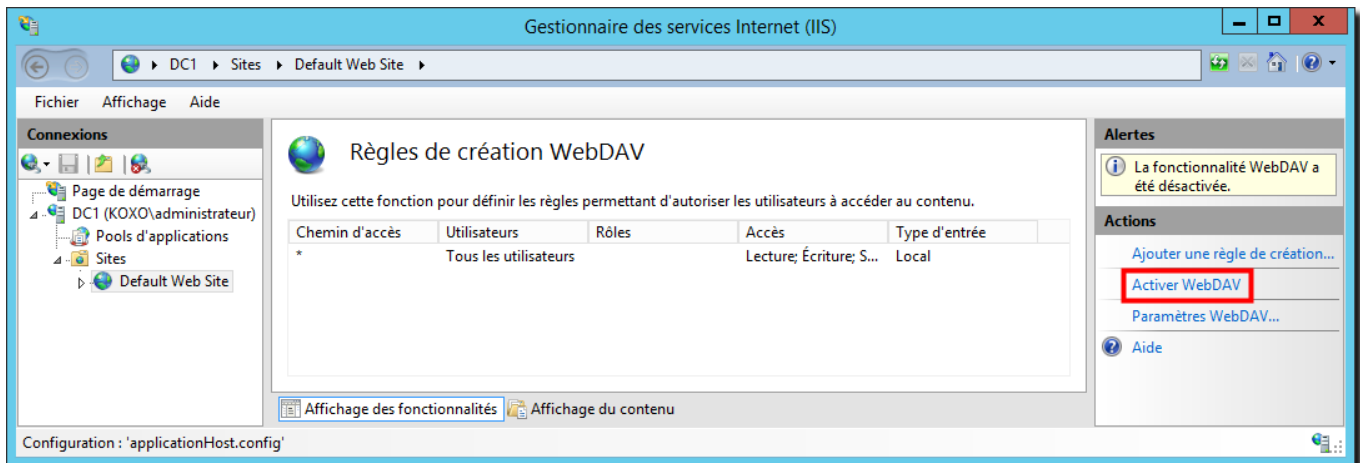 Gestionnaire des services Internet (IIS)
DC1 Sites Default Web Site
Fichier Affichage Aide
Connexions
Page de démarrage
DC1 (KOXO\administrateur)
Pools d'applications
Sites
Default Web Site
Règles de création WebDAV
Utilisez cette fonction pour définir les règles permettant d'autoriser les utilisateurs à accéder au contenu.
Chemin d'accès Utilisateurs Rôles Accès Type d'entrée
* Tous les utilisateurs Lecture; Écriture; S... Local
Affichage des fonctionnalités Affichage du contenu
Alertes
La fonctionnalité WebDAV a
été désactivée.
Actions
Ajouter une règle de création...
Activer WebDAV
Paramètres WebDAV...
Aide
Configuration : 'applicationHost.config'